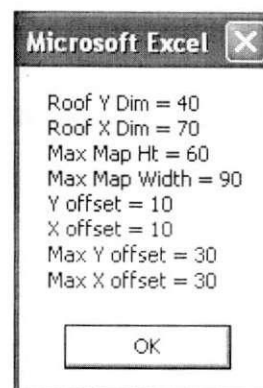 Microsoft Excel
Roof Y Dim = 40
Roof X Dim = 70
Max Map Ht = 60
Max Map Width = 90
Y offset = 10
X offset = 10
Max Y offset = 30
Max X offset = 30
OK